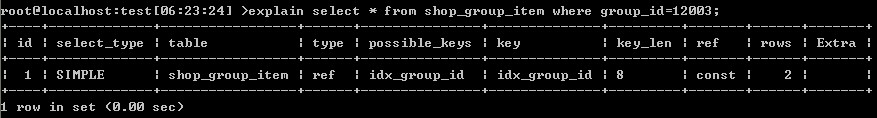 root@localhost:test[06:23:24] >explain select * from shop_group_item where group_id=12003;
+----+-------------+-----------------+------+---------------+--------------+---------+-------+------+-------+
| id | select_type | table           | type | possible_keys | key          | key_len | ref   | rows | Extra |
+----+-------------+-----------------+------+---------------+--------------+---------+-------+------+-------+
|  1 | SIMPLE      | shop_group_item | ref  | idx_group_id  | idx_group_id | 8       | const |    2 |       |
+----+-------------+-----------------+------+---------------+--------------+---------+-------+------+-------+
1 row in set (0.00 sec)